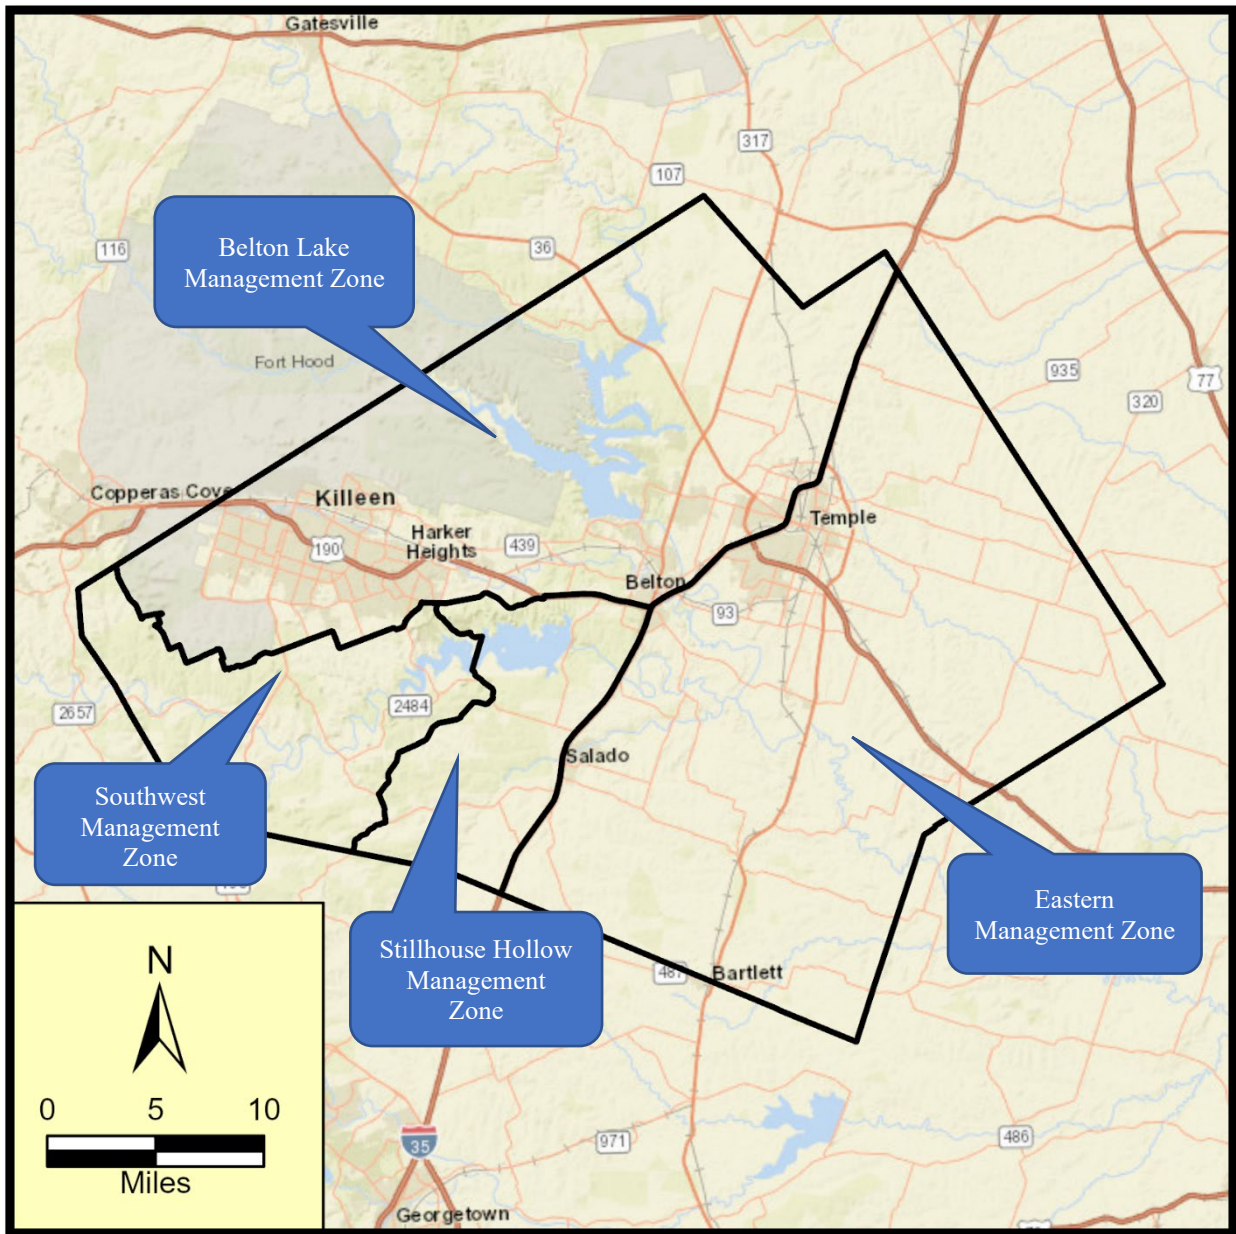 Gatesville
317
107
116
36
Belton Lake
Management Zone
Fort Hood
935
77
320
Copperas Cove
Killeen
Temple
Harker
Heights
439
190
Belton
93
2657
2484
Salado
Southwest
Management
Zone
Eastern
Management Zone
Stillhouse Hollow
Management
Zone
487
Bartlett
N
0 5 10
Miles
35
971
486
Georgetown